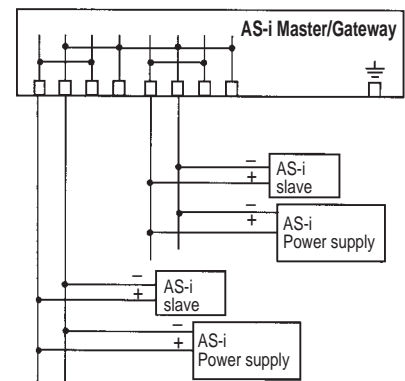 AS-i Master/Gateway
–
+
AS-i
slave
–
+
AS-i
Power supply
–
+
AS-i
slave
–
+
AS-i
Power supply